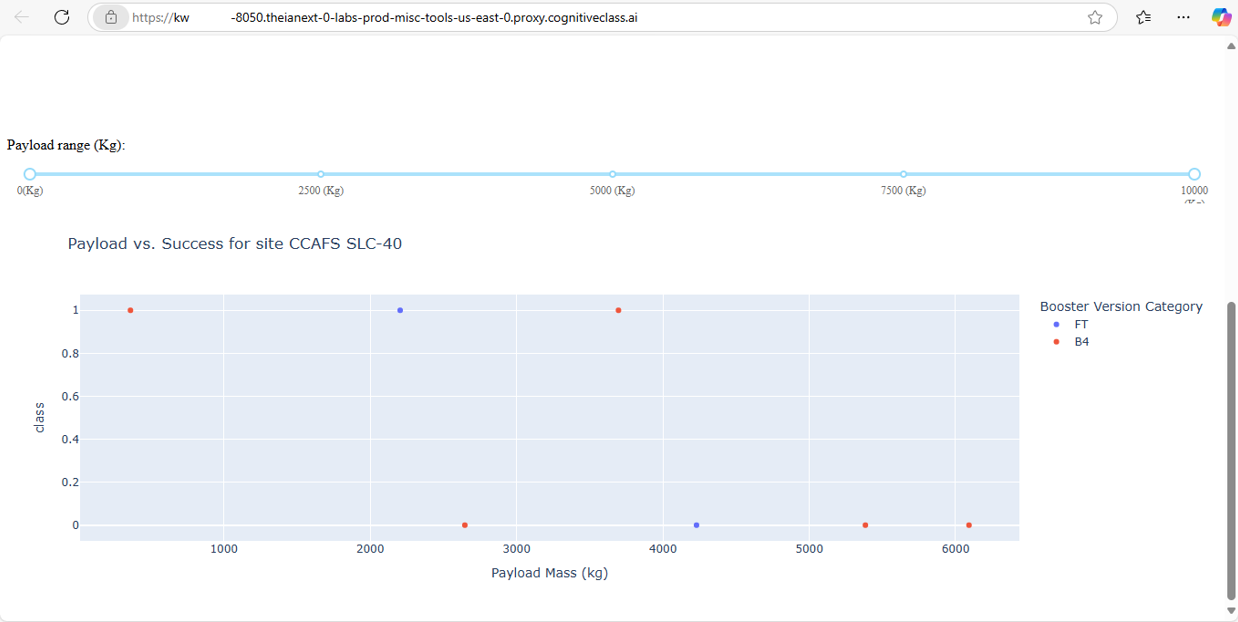 https://kw -8050.theianext-0-labs-prod-misc-tools-us-east-0.proxy.cognitiveclass.ai
Payload range (Kg):
0(Kg) 2500 (Kg) 5000 (Kg) 7500 (Kg) 10000
(Kg)
Payload vs. Success for site CCAFS SLC-40
Booster Version Category
FT
B4
1
0.8
0.6
0.4
0.2
0
class
1000 2000 3000 4000 5000 6000
Payload Mass (kg)